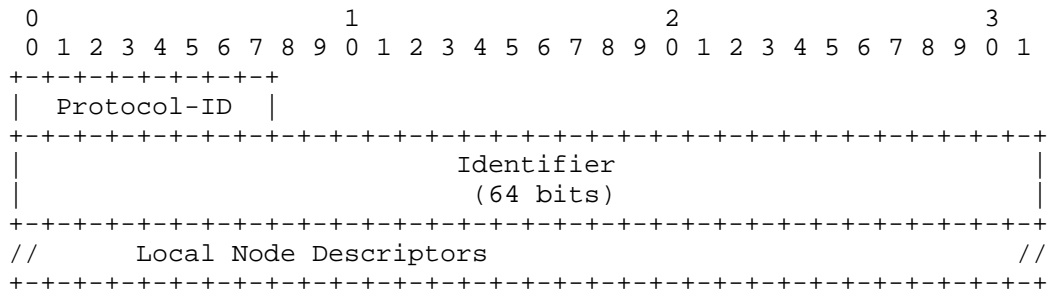 0                   1                   2                   3
 0 1 2 3 4 5 6 7 8 9 0 1 2 3 4 5 6 7 8 9 0 1 2 3 4 5 6 7 8 9 0 1
+-+-+-+-+-+-+-+-+
|  Protocol-ID  |
+-+-+-+-+-+-+-+-+-+-+-+-+-+-+-+-+-+-+-+-+-+-+-+-+-+-+-+-+-+-+-+-+
|                           Identifier                          |
|                            (64 bits)                          |
+-+-+-+-+-+-+-+-+-+-+-+-+-+-+-+-+-+-+-+-+-+-+-+-+-+-+-+-+-+-+-+-+
//      Local Node Descriptors                                 //
+-+-+-+-+-+-+-+-+-+-+-+-+-+-+-+-+-+-+-+-+-+-+-+-+-+-+-+-+-+-+-+-+